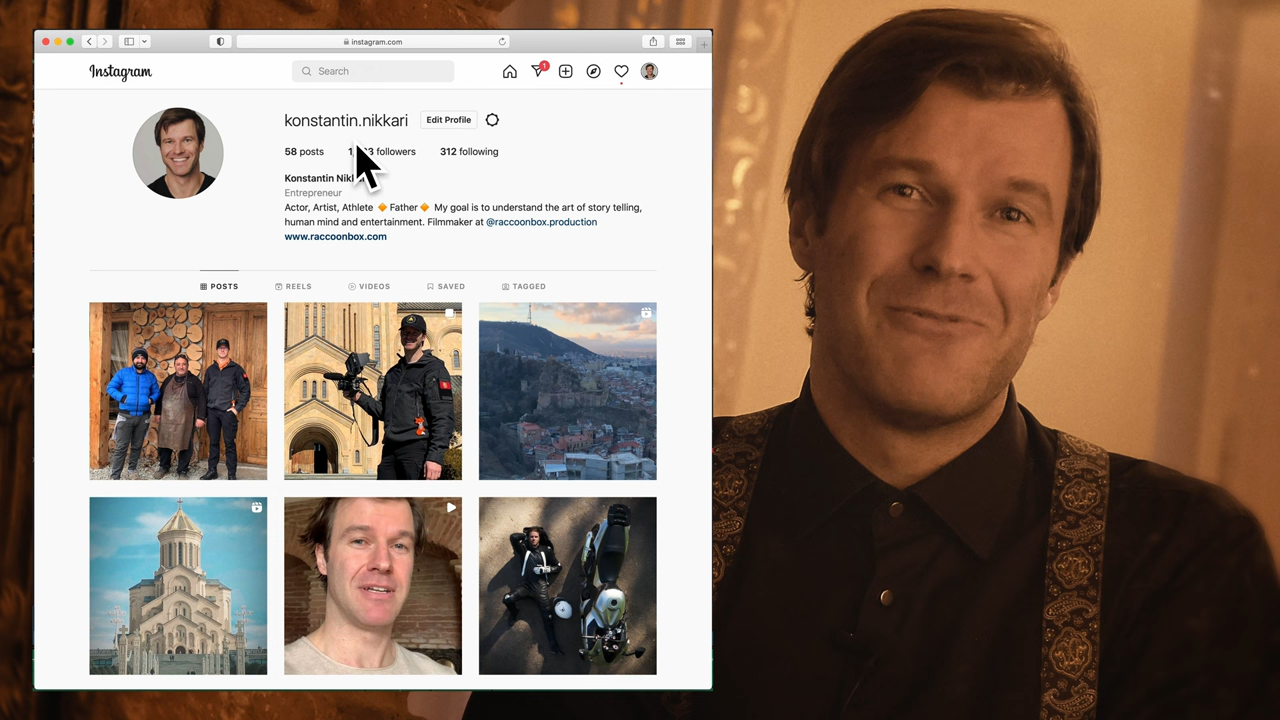 instagram.com
Instagram
Search
1
konstantin.nikkari
Edit Profile
58 posts
followers
312 following
Konstantin
Entrepreneur
Actor, Artist, Athlete 🔶 Father🔶 My goal is to understand the art of story telling,
human mind and entertainment. Filmmaker at @raccoonbox.production
www.raccoonbox.com
POSTS
REELS
VIDEOS
SAVED
TAGGED